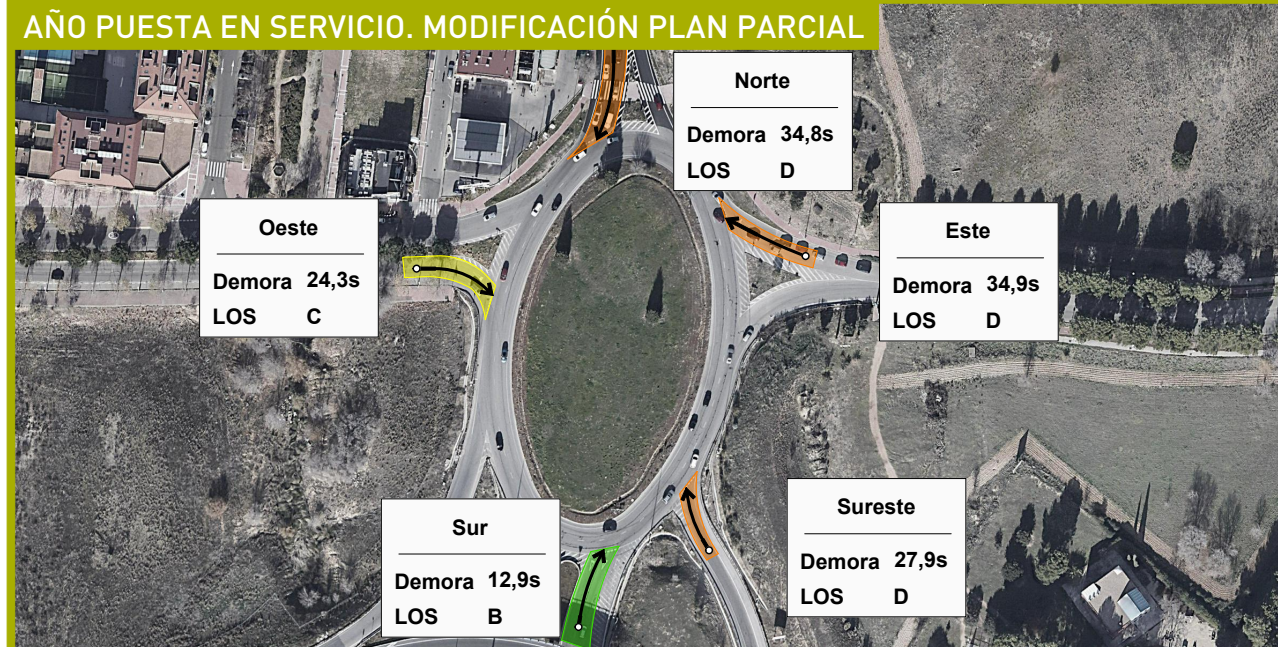 AÑO PUESTA EN SERVICIO. MODIFICACIÓN PLAN PARCIAL
Norte
Demora 34,8s
LOS D
Oeste
Demora 24,3s
LOS C
Este
Demora 34,9s
LOS D
Sur
Demora 12,9s
LOS B
Sureste
Demora 27,9s
LOS D